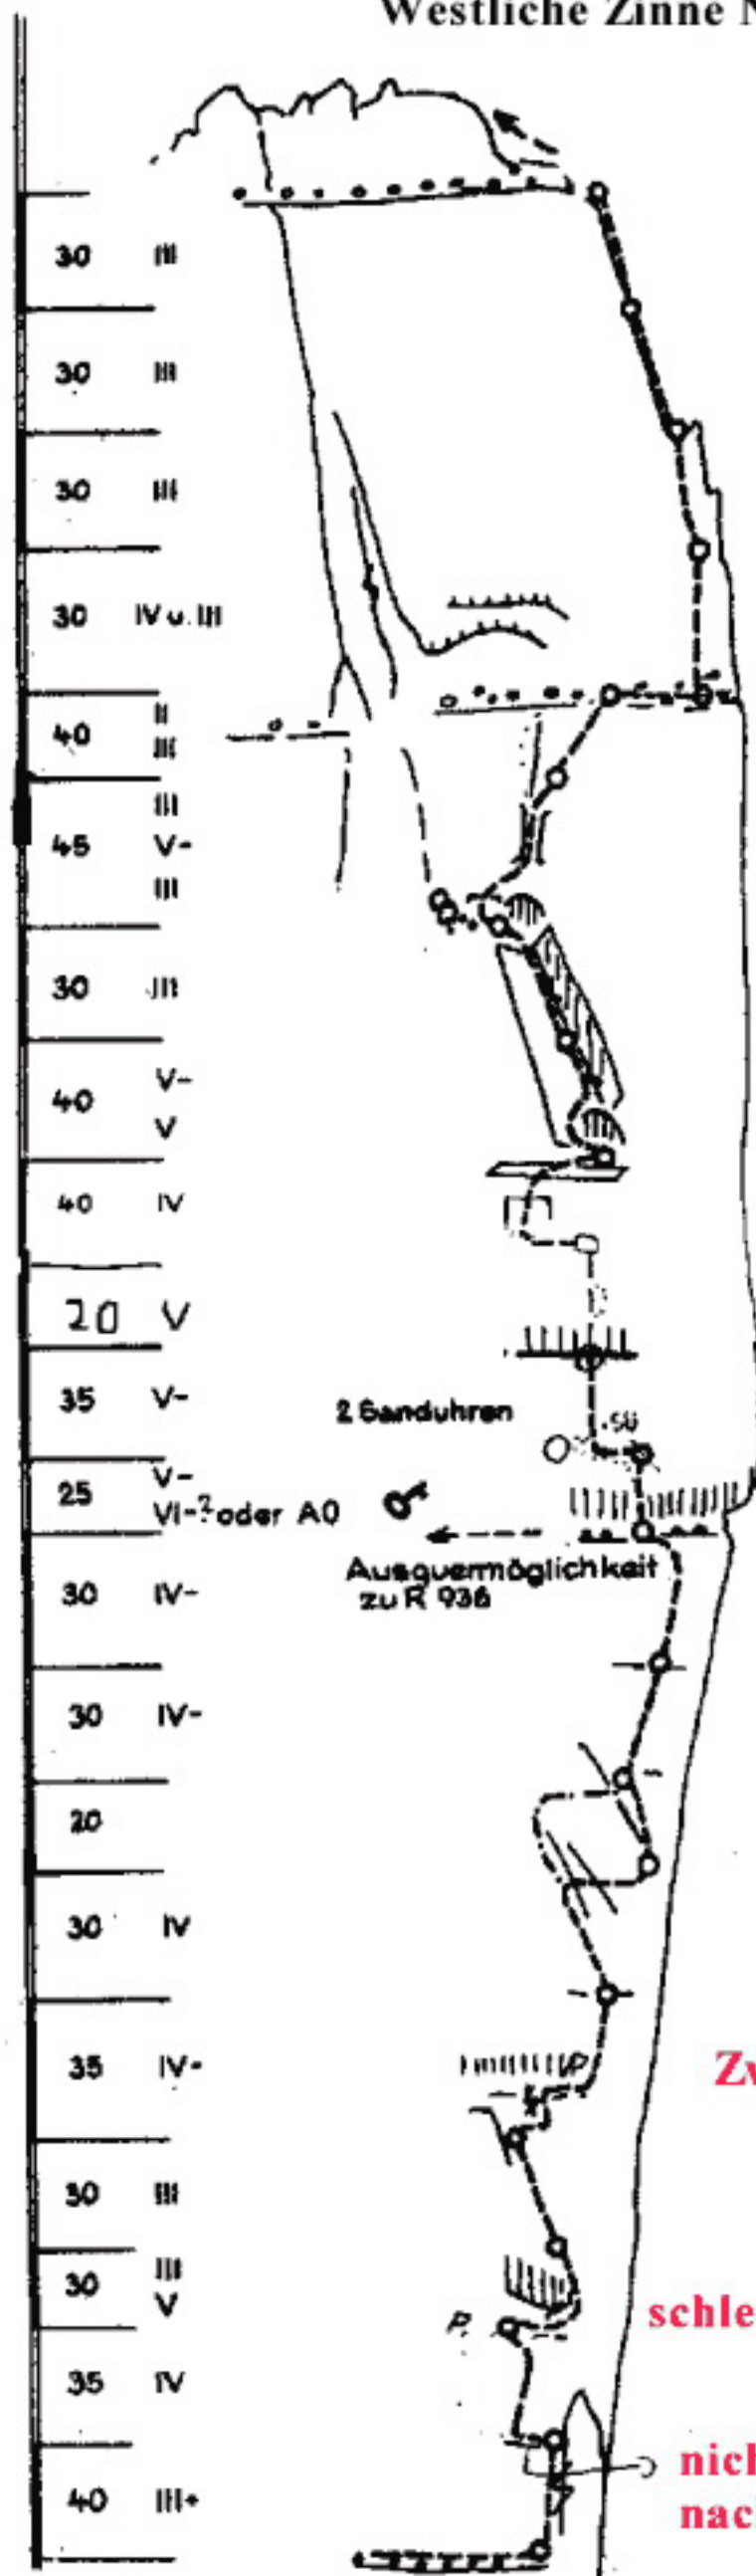 Westliche Zinne N
30 III
30 III
30 III
30 IV u. III
40 II
III
III
45 V-
III
30 III
40 V-
V
40 IV
20 V
35 V-
2 Sanduhren
.SU
25 V-
VI-? oder A0
Ausquermöglichkeit
zu R 936
30 IV-
30 IV-
20
30 IV
35 IV-
P
Zw
30 III
30 III
V
P.
schle
35 IV
nich
nac
40 III+